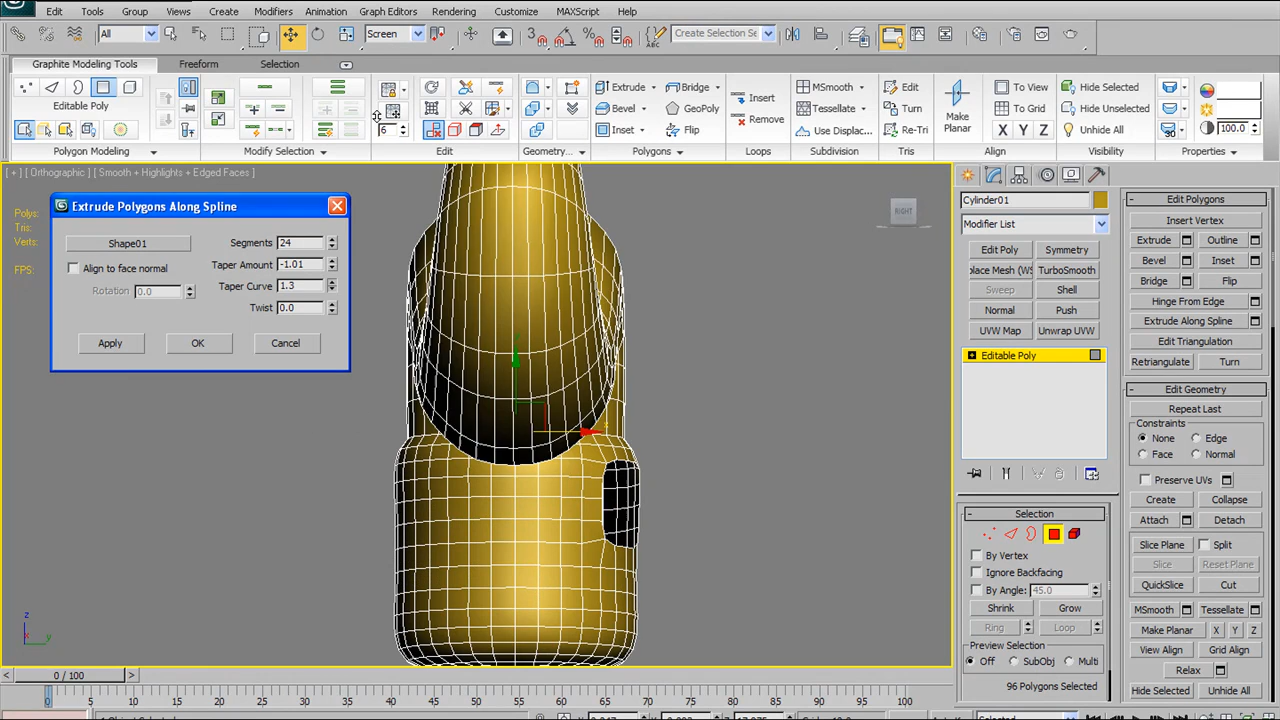 Edit Tools Group Views Create Modifiers Animation Graph Editors Rendering Customize MAXScript Help
All Screen 3 Create Selection Se
Graphite Modeling Tools Freeform Selection
Editable Poly
6
Extrude Bridge
Bevel GeoPoly
Inset Flip
Insert
Remove
MSmooth
Tessellate
Use Displac...
Edit
Turn
Re-Tri
Make Planar
To View
To Grid
X Y Z
Hide Selected
Hide Unselected
Show All
30
100.0
Polygon Modeling Modify Selection Edit Geometry... Polygons Loops Subdivision Tris Align Visibility Properties
[ + ] [ Orthographic ] [ Smooth + Highlights + Edged Faces ]
Polys:
Tris:
Verts:
FPS:
Extrude Polygons Along Spline
Shape01
Align to face normal
Rotation 0.0
Segments 24
Taper Amount -1.01
Taper Curve 1.3
Twist 0.0
Apply OK Cancel
RIGHT
z
x y
Cylinder01
Modifier List
Edit Poly Symmetry
place Mesh (WS TurboSmooth
Sweep Shell
Normal Push
UVW Map Unwrap UVW
Editable Poly
Selection
By Vertex
Ignore Backfacing
By Angle: 45.0
Shrink Grow
Ring Loop
Preview Selection
Off SubObj Multi
96 Polygons Selected
Edit Polygons
Insert Vertex
Extrude Outline
Bevel Inset
Bridge Flip
Hinge From Edge
Extrude Along Spline
Edit Triangulation
Retriangulate Turn
Edit Geometry
Repeat Last
Constraints
None Edge
Face Normal
Preserve UVs
Create Collapse
Attach Detach
Slice Plane Split
Slice Reset Plane
QuickSlice Cut
MSmooth Tessellate
Make Planar X Y Z
View Align Grid Align
Relax
Hide Selected Unhide All
0 / 100
0 5 10 15 20 25 30 35 40 45 50 55 60 65 70 75 80 85 90 95 100